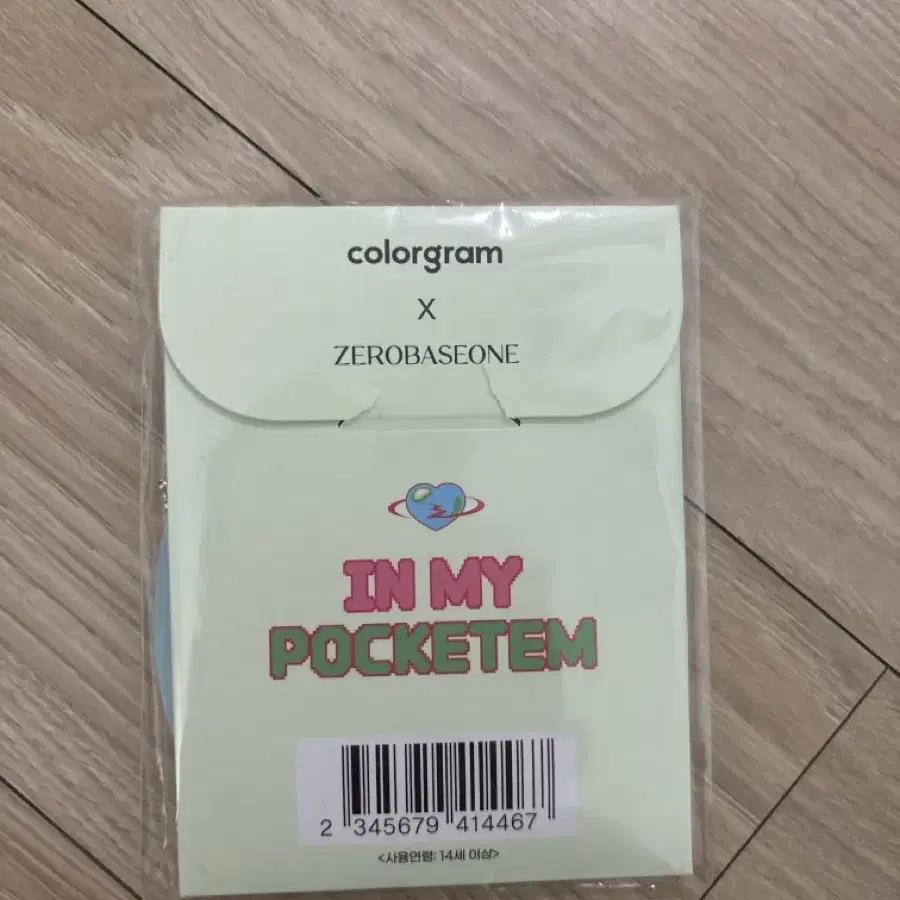 colorgram
X
ZEROBASEONE
IN MY
POCKETEM
2 345679 414467
<사용연령: 14세 이상>